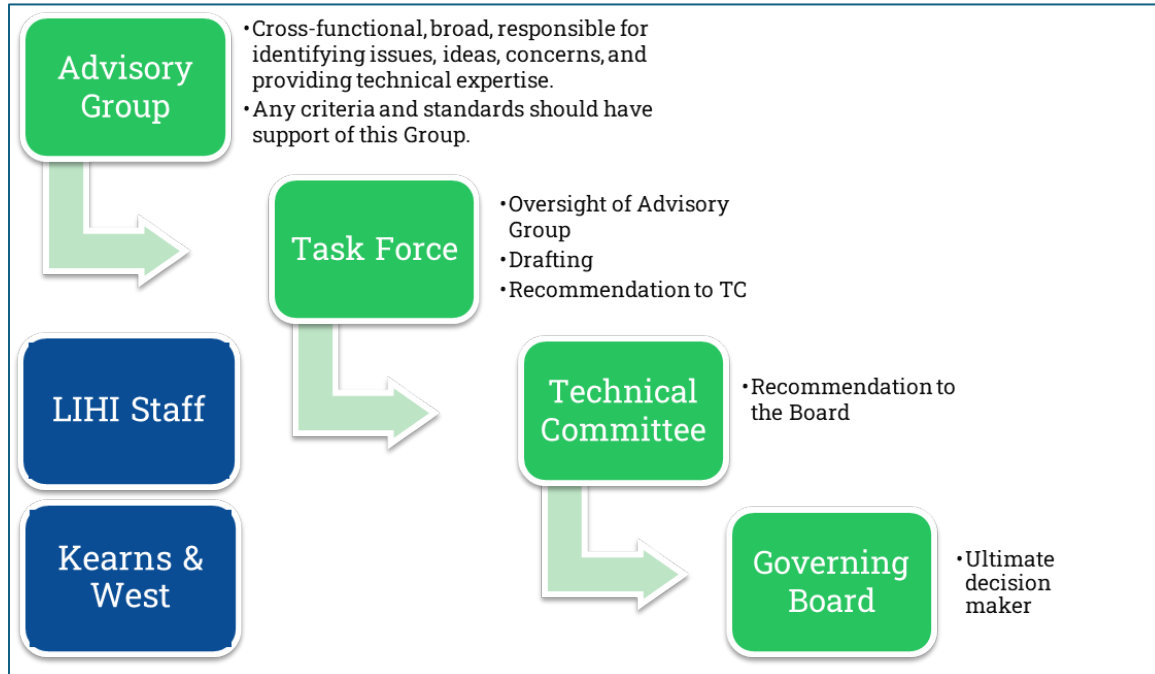 Advisory
Group
•Cross-functional, broad, responsible for
identifying issues, ideas, concerns, and
providing technical expertise.
•Any criteria and standards should have
support of this Group.
Task Force
•Oversight of Advisory
Group
•Drafting
•Recommendation to TC
LIHI Staff
Technical
Committee
•Recommendation to
the Board
Kearns &
West
Governing
Board
•Ultimate
decision
maker